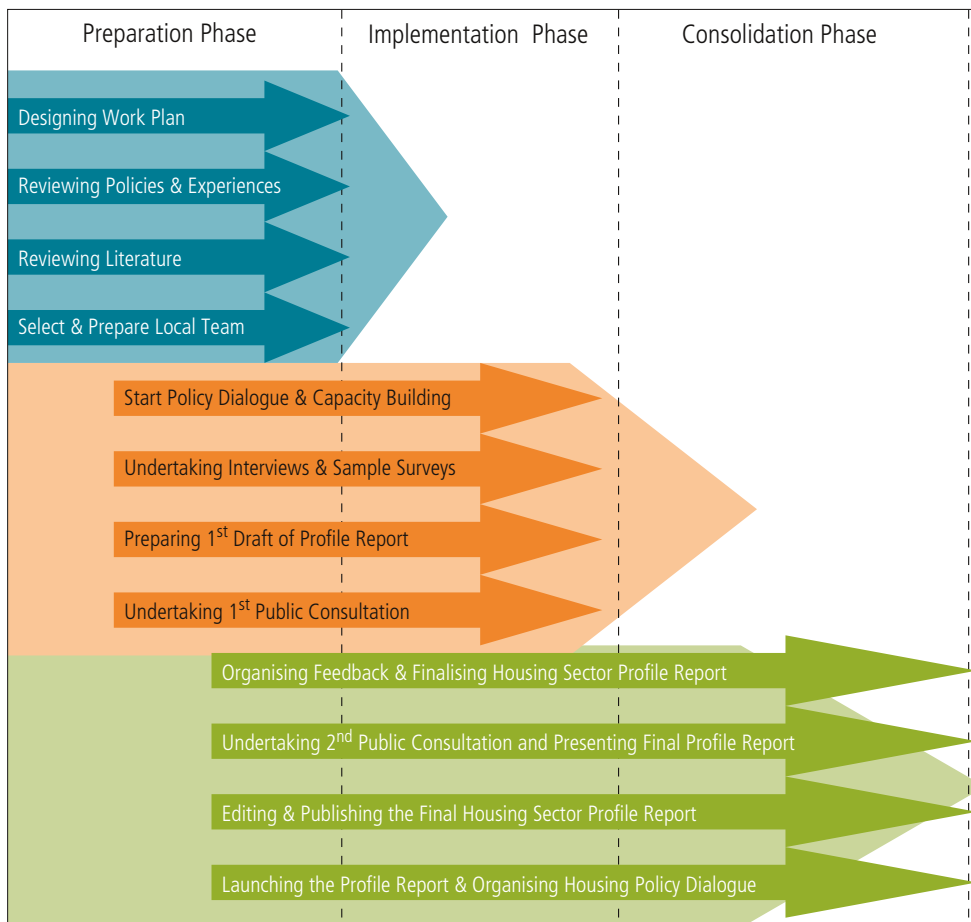 Preparation Phase
Implementation Phase
Consolidation Phase
Designing Work Plan
Reviewing Policies & Experiences
Reviewing Literature
Select & Prepare Local Team
Start Policy Dialogue & Capacity Building
Undertaking Interviews & Sample Surveys
Preparing 1st Draft of Profile Report
Undertaking 1st Public Consultation
Organising Feedback & Finalising Housing Sector Profile Report
Undertaking 2nd Public Consultation and Presenting Final Profile Report
Editing & Publishing the Final Housing Sector Profile Report
Launching the Profile Report & Organising Housing Policy Dialogue